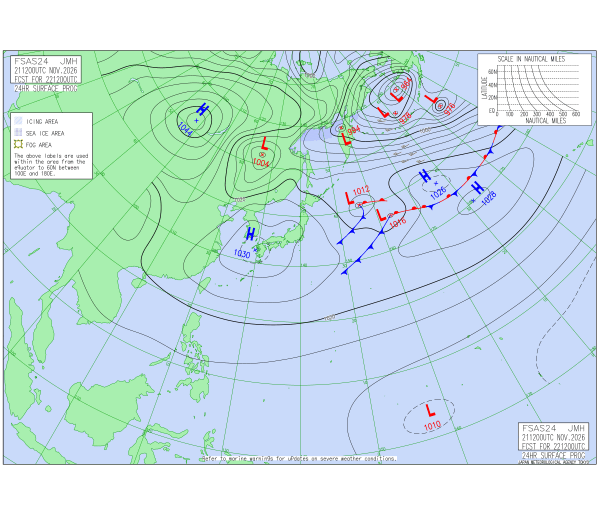 FSAS24 JMH
211200UTC NOV.2026
FCST FOR 221200UTC
24HR SURFACE PROG
SCALE IN NAUTICAL MILES
LATITUDE
60N
40N
20N
EQ
0 100 200 300 400 500 600
NAUTICAL MILES
ICING AREA
SEA ICE AREA
FOG AREA
The above labels are used
within the area from the
equator to 60N between
100E and 180E.
H
1044
L
1004
L
984
L
L
L
976
L
1012
L
1016
H
1026
H
1028
H
1030
L
1010
FSAS24 JMH
211200UTC NOV.2026
FCST FOR 221200UTC
24HR SURFACE PROG
JAPAN METEOROLOGICAL AGENCY TOKYO
Refer to marine warnings for updates on severe weather conditions.